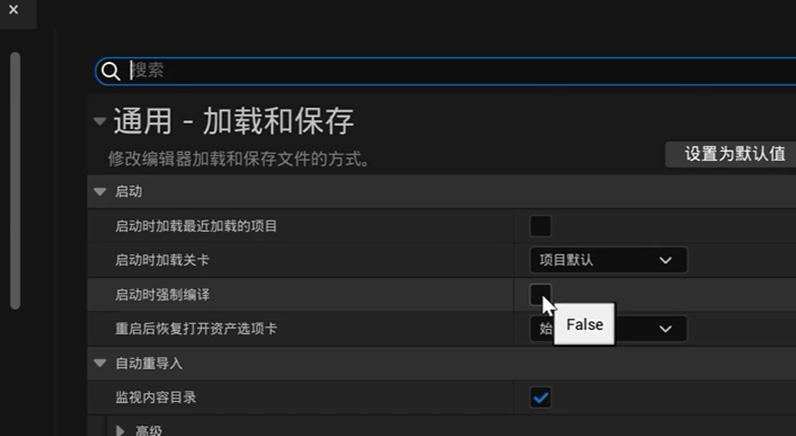 搜索
通用 - 加载和保存
修改编辑器加载和保存文件的方式。
设置为默认值
启动
启动时加载最近加载的项目
启动时加载关卡
项目默认
启动时强制编译
False
重启后恢复打开资产选项卡
始
自动重导入
监视内容目录
高级